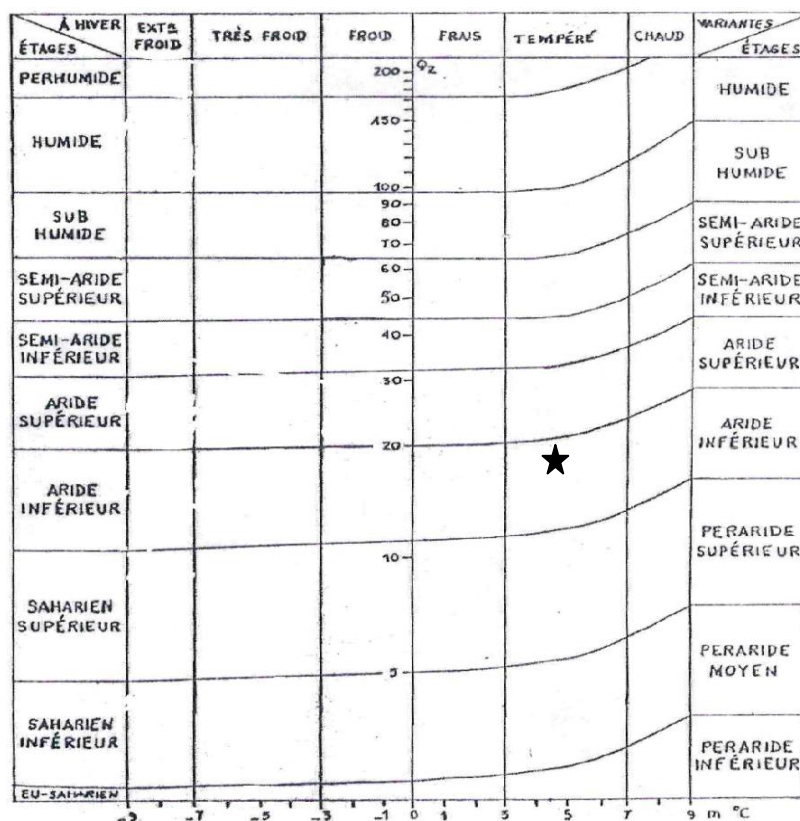 À HIVER
ÉTAGES
EXTR FROID
TRÈS FROID
FROID
FRAIS
TEMPÉRÉ
CHAUD
VARIANTES
ÉTAGES
PERHUMIDE
HUMIDE
SUB
HUMIDE
SEMI-ARIDE
SUPÉRIEUR
SEMI-ARIDE
INFÉRIEUR
ARIDE
SUPÉRIEUR
ARIDE
INFÉRIEUR
SAHARIEN
SUPÉRIEUR
SAHARIEN
INFÉRIEUR
EU-SAHARIEN
Q2
200
150
100
90
80
70
60
50
40
30
20
10
5
HUMIDE
SUB
HUMIDE
SEMI-ARIDE
SUPÉRIEUR
SEMI-ARIDE
INFÉRIEUR
ARIDE
SUPÉRIEUR
ARIDE
INFÉRIEUR
PERARIDE
SUPÉRIEUR
PERARIDE
MOYEN
PERARIDE
INFÉRIEUR
-9 -7 -5 -3 -1 0 1 3 5 7 9 m °C